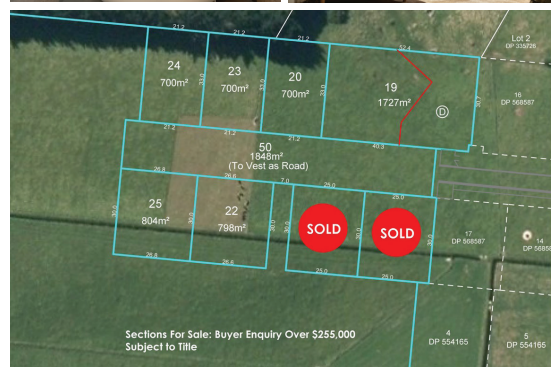 21.2
21.2
21.2
52.4
Lot 2
DP 335728
24
700m²
33.0
23
700m²
33.0
20
700m²
33.0
19
1727m²
D
16
DP 568587
21.2
21.2
21.2
40.3
50
1848m²
(To Vest as Road)
26.8
26.6
7.0
25.0
25.0
30.0
25
804m²
30.0
22
798m²
30.0
30.0
SOLD
SOLD
30.0
17
DP 568587
14
26.8
26.6
25.0
25.0
Sections For Sale: Buyer Enquiry Over $255,000
Subject to Title
4
DP 554165
5
DP 554165